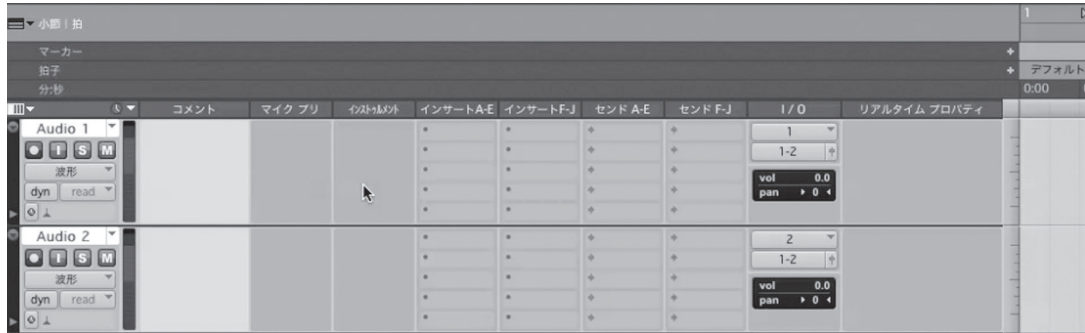 小節 | 拍
1
マーカー
拍子
デフォルト
分:秒
0:00
コメント マイク プリ インストゥルメント インサートA-E インサートF-J センド A-E センド F-J I / O リアルタイム プロパティ
Audio 1
1
I S M
1-2
波形
vol 0.0
dyn read
pan 0
Audio 2
2
I S M
1-2
波形
vol 0.0
dyn read
pan 0